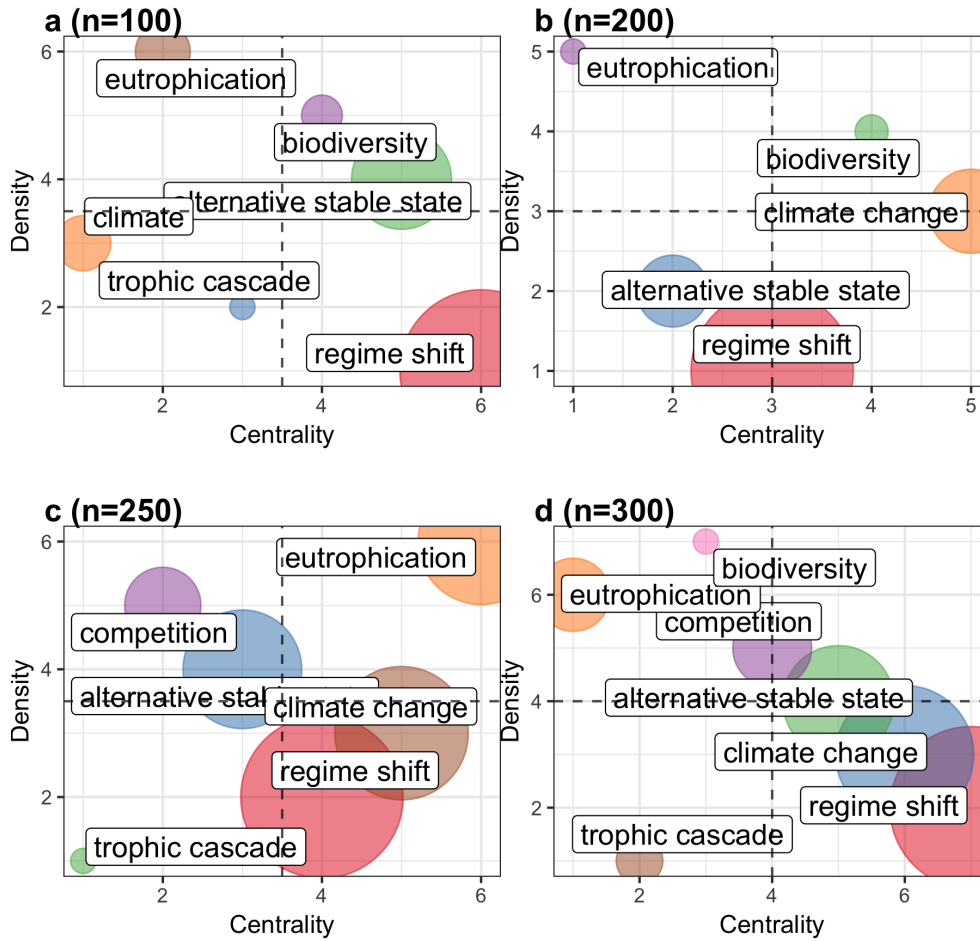 a (n=100)
6
4
2
Density
eutrophication
biodiversity
alternative stable state
climate
trophic cascade
regime shift
2
4
6
Centrality
b (n=200)
5
4
3
2
1
Density
eutrophication
biodiversity
climate change
alternative stable state
regime shift
1
2
3
4
5
Centrality
c (n=250)
6
4
2
Density
eutrophication
competition
alternative stab
climate change
regime shift
trophic cascade
2
4
6
Centrality
d (n=300)
6
4
2
Density
biodiversity
eutrophication
competition
alternative stable state
climate change
regime shift
trophic cascade
2
4
6
Centrality